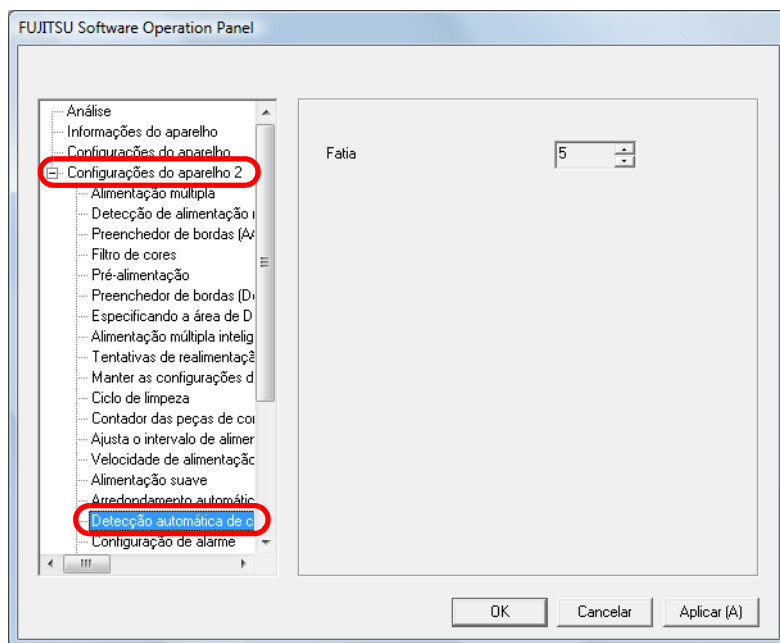 FUJITSU Software Operation Panel
Análise
Informações do aparelho
Configurações do aparelho
Configurações do aparelho 2
Alimentação múltipla
Detecção de alimentação
Preenchedor de bordas (A
Filtro de cores
Pré-alimentação
Preenchedor de bordas (D
Especificando a área de D
Alimentação múltipla intelig
Tentativas de realimentaçã
Manter as configurações d
Ciclo de limpeza
Contador das peças de co
Ajusta o intervalo de alimer
Velocidade de alimentação
Alimentação suave
Arredondamento automátic
Detecção automática de c
Configuração de alarme
Fatia
5
OK
Cancelar
Aplicar (A)